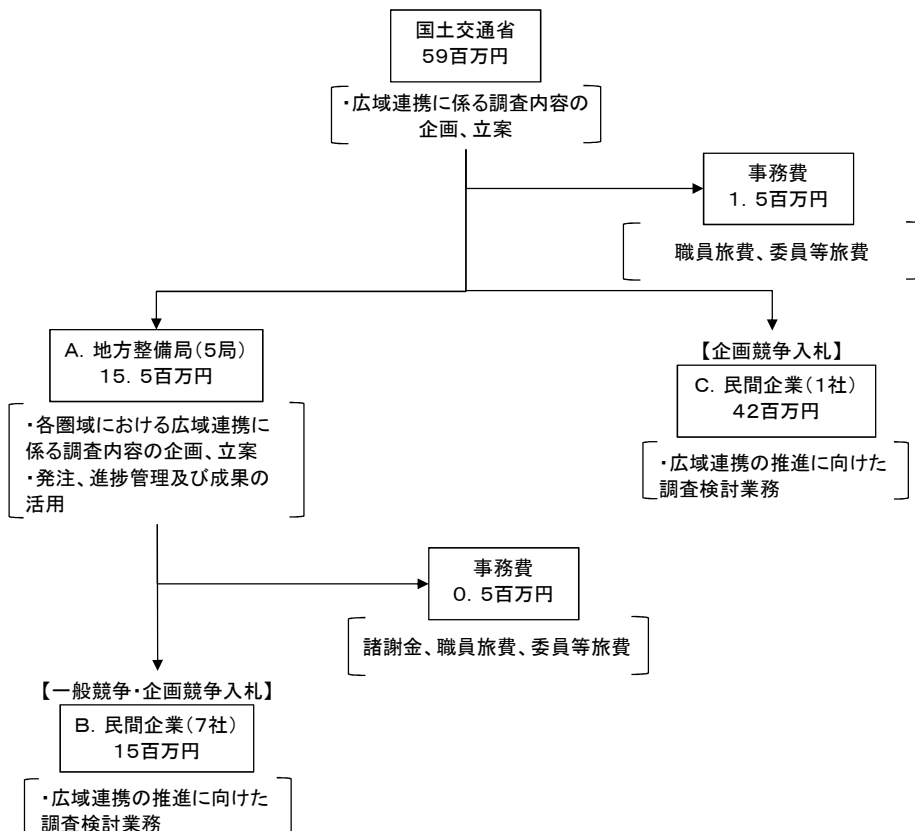 国土交通省
59百万円
・広域連携に係る調査内容の
企画、立案
事務費
1．5百万円
職員旅費、委員等旅費
A．地方整備局（5局）
15．5百万円
・各圏域における広域連携に
係る調査内容の企画、立案
・発注、進捗管理及び成果の
活用
【企画競争入札】
C．民間企業（1社）
42百万円
・広域連携の推進に向けた
調査検討業務
事務費
0．5百万円
諸謝金、職員旅費、委員等旅費
【一般競争・企画競争入札】
B．民間企業（7社）
15百万円
・広域連携の推進に向けた
調査検討業務